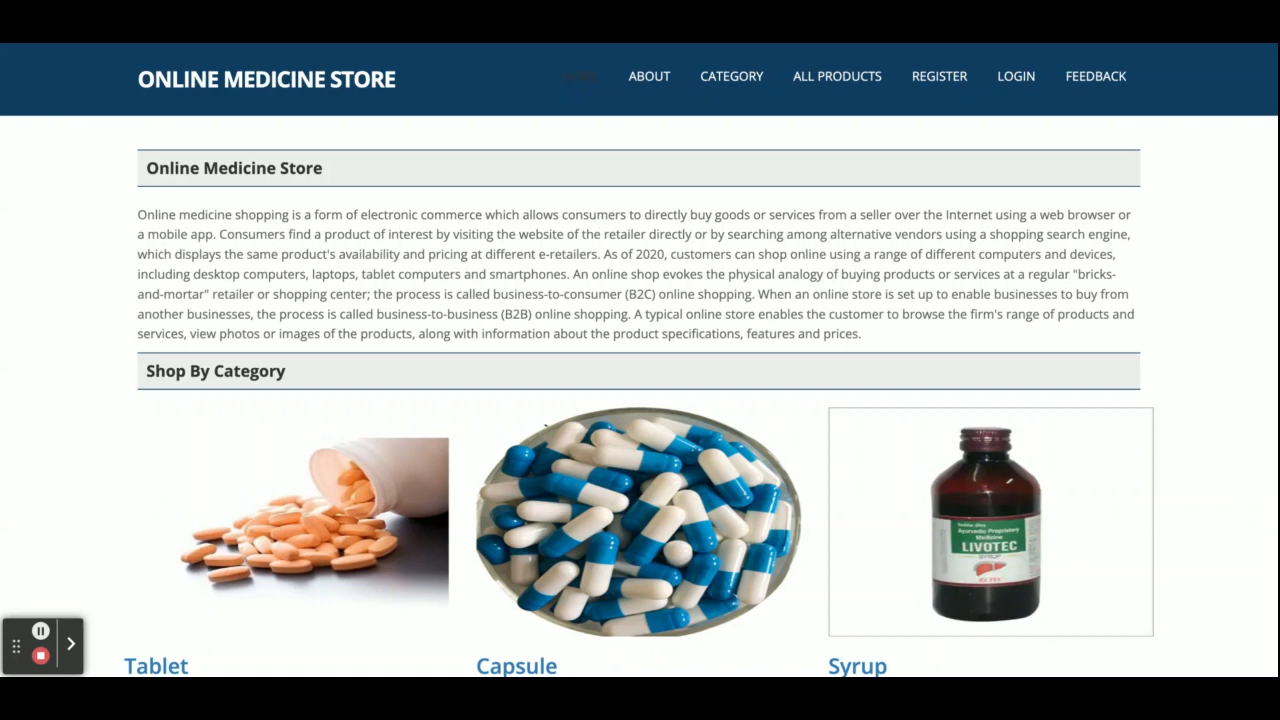 ONLINE MEDICINE STORE
HOME ABOUT CATEGORY ALL PRODUCTS REGISTER LOGIN FEEDBACK
Online Medicine Store
Online medicine shopping is a form of electronic commerce which allows consumers to directly buy goods or services from a seller over the Internet using a web browser or
a mobile app. Consumers find a product of interest by visiting the website of the retailer directly or by searching among alternative vendors using a shopping search engine,
which displays the same product's availability and pricing at different e-retailers. As of 2020, customers can shop online using a range of different computers and devices,
including desktop computers, laptops, tablet computers and smartphones. An online shop evokes the physical analogy of buying products or services at a regular "bricks-
and-mortar" retailer or shopping center; the process is called business-to-consumer (B2C) online shopping. When an online store is set up to enable businesses to buy from
another businesses, the process is called business-to-business (B2B) online shopping. A typical online store enables the customer to browse the firm's range of products and
services, view photos or images of the products, along with information about the product specifications, features and prices.
Shop By Category
Ayurvedic Proprietary
Medicine
LIVOTEC
SYRUP
Tablet
Capsule
Syrup